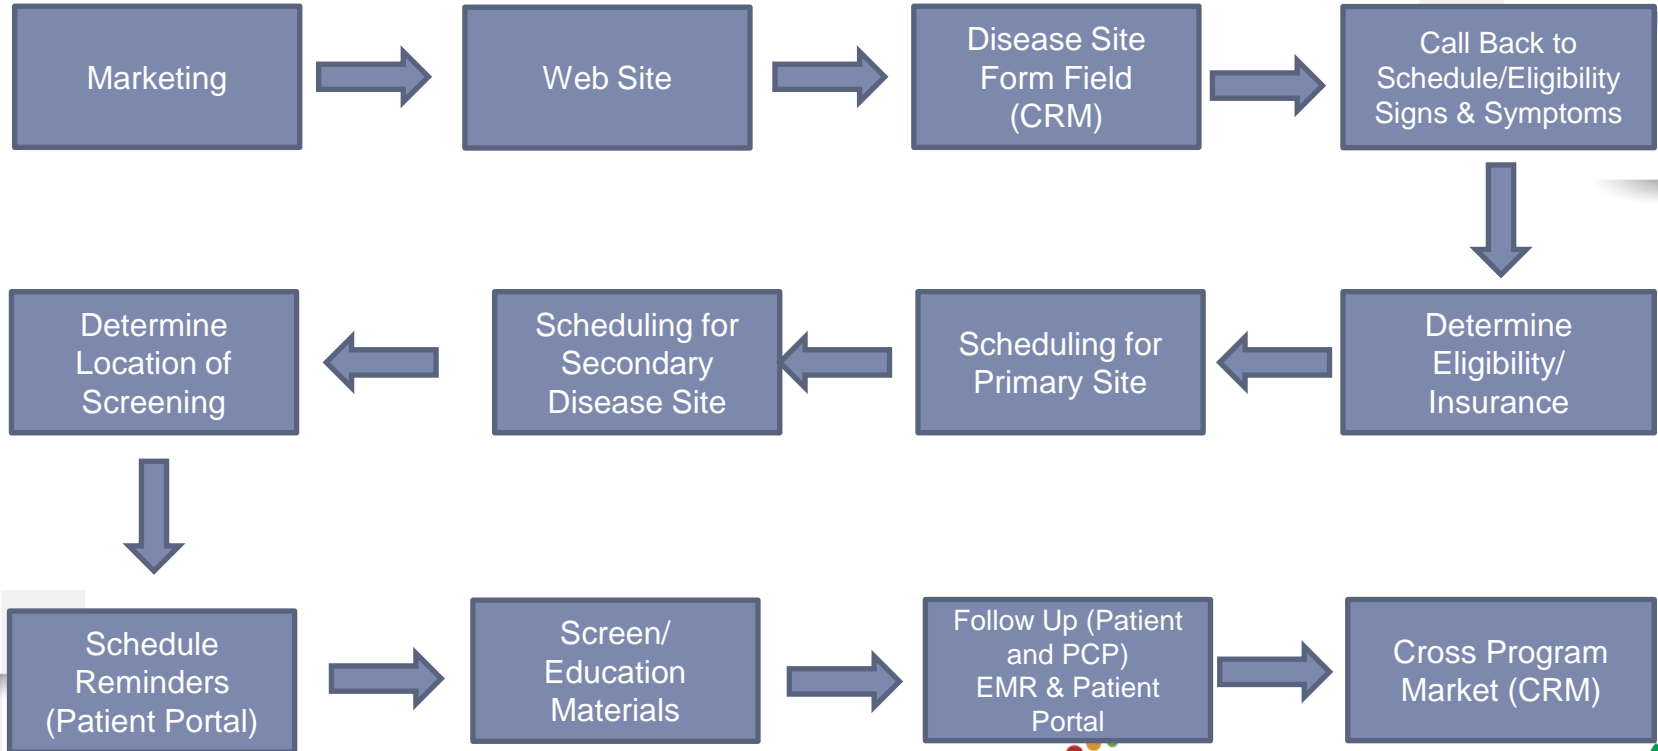 Marketing
Web Site
Disease Site
Form Field
(CRM)
Call Back to
Schedule/Eligibility
Signs & Symptoms
Determine
Eligibility/
Insurance
Scheduling for
Primary Site
Scheduling for
Secondary
Disease Site
Determine
Location of
Screening
Schedule
Reminders
(Patient Portal)
Screen/
Education
Materials
Follow Up (Patient
and PCP)
EMR & Patient
Portal
Cross Program
Market (CRM)